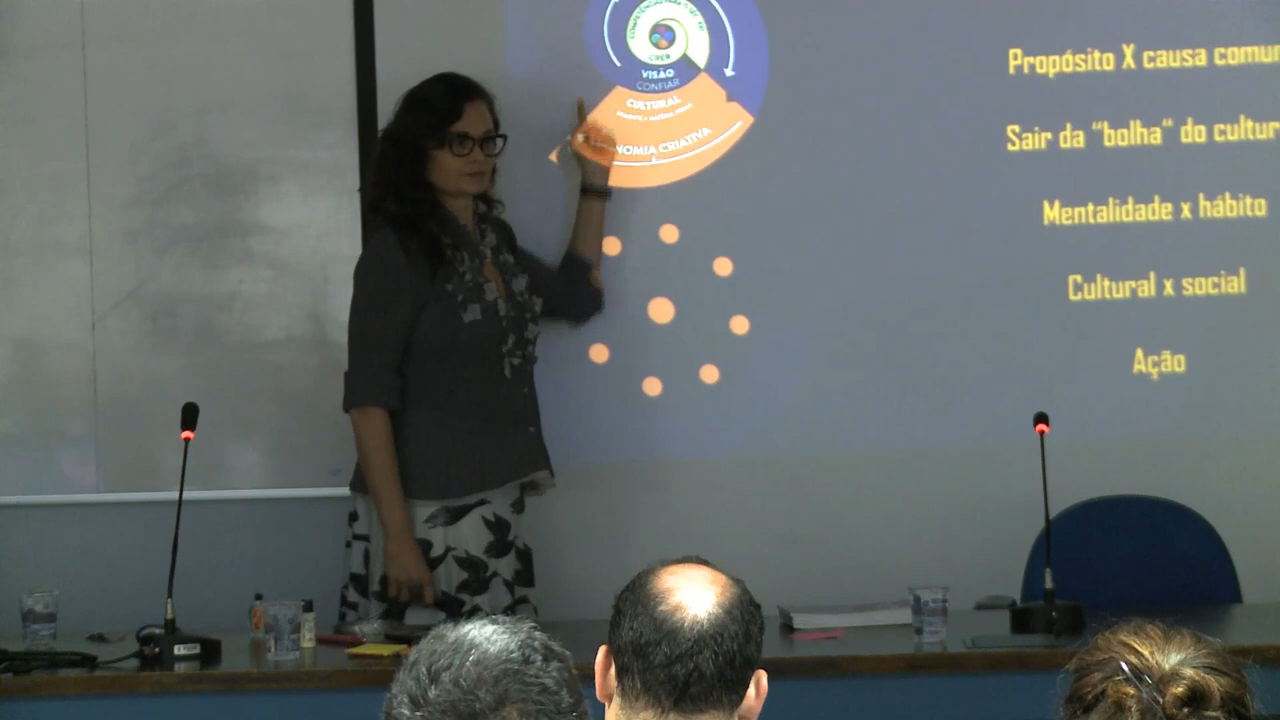 VISÃO
CONFIAR
CULTURAL
NOMIA CRIATIVA
Propósito X causa comu
Sair da “bolha“ do cultur
Mentalidade x hábito
Cultural x social
Ação